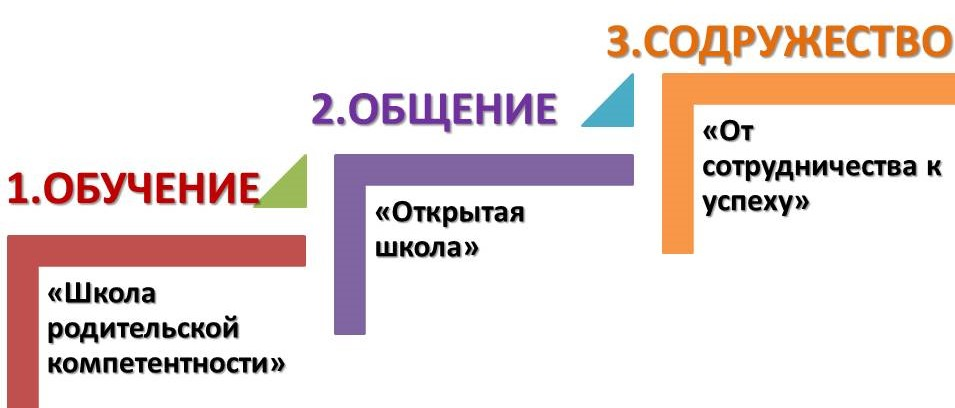 1.ОБУЧЕНИЕ
«Школа
родительской
компетентности»
2.ОБЩЕНИЕ
«Открытая
школа»
3.СОДРУЖЕСТВО
«От
сотрудничества к
успеху»